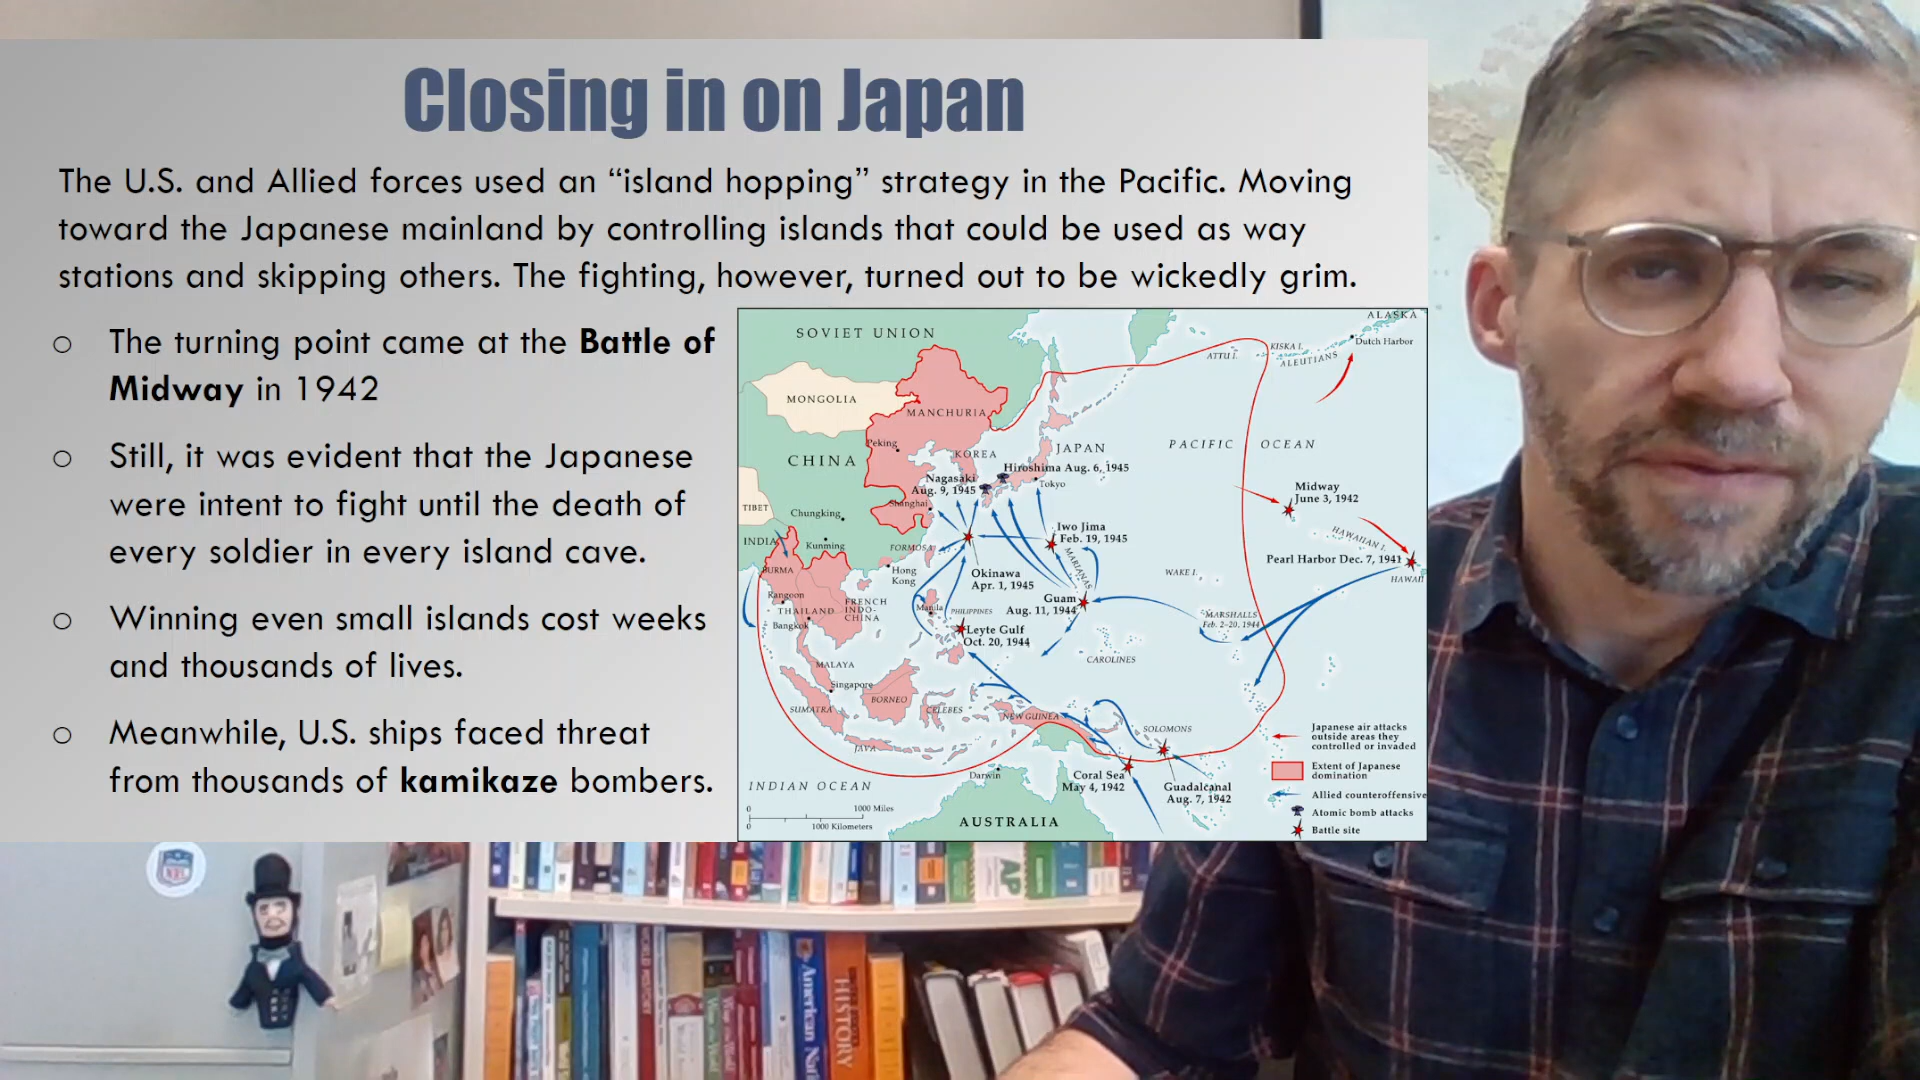 Closing in on Japan
The U.S. and Allied forces used an “island hopping” strategy in the Pacific. Moving
toward the Japanese mainland by controlling islands that could be used as way
stations and skipping others. The fighting, however, turned out to be wickedly grim.
The turning point came at the Battle of
Midway in 1942
Still, it was evident that the Japanese
were intent to fight until the death of
every soldier in every island cave.
Winning even small islands cost weeks
and thousands of lives.
Meanwhile, U.S. ships faced threat
from thousands of kamikaze bombers.
ALASKA
SOVIET UNION
Dutch Harbor
KISKA I.
ATTU I.
ALEUTIANS
MONGOLIA
MANCHURIA
Peking
PACIFIC OCEAN
JAPAN
KOREA
CHINA
Hiroshima Aug. 6, 1945
Nagasaki
Aug. 9, 1945
Tokyo
Midway
June 3, 1942
Shanghai
TIBET
Chungking
Iwo Jima
Feb. 19, 1945
HAWAIIAN I.
INDIA
Kunming
FORMOSA
MARIANAS
Pearl Harbor Dec. 7, 1941
HAWAII
BURMA
Hong
Kong
Okinawa
Apr. 1, 1945
WAKE I.
Rangoon
FRENCH
INDO-
CHINA
THAILAND
Manila
PHILIPPINES
Guam
Aug. 11, 1944
MARSHALLS
Feb. 2–20, 1944
Bangkok
Leyte Gulf
Oct. 20, 1944
CAROLINES
MALAYA
Singapore
BORNEO
SUMATRA
CELEBES
NEW GUINEA
SOLOMONS
JAVA
Darwin
Coral Sea
May 4, 1942
Guadalcanal
Aug. 7, 1942
INDIAN OCEAN
AUSTRALIA
0 1000 Miles
0 1000 Kilometers
Japanese air attacks
outside areas they
controlled or invaded
Extent of Japanese
domination
Allied counteroffensive
Atomic bomb attacks
Battle site
NFL
AP
WORLD HISTORY
American
HISTORY